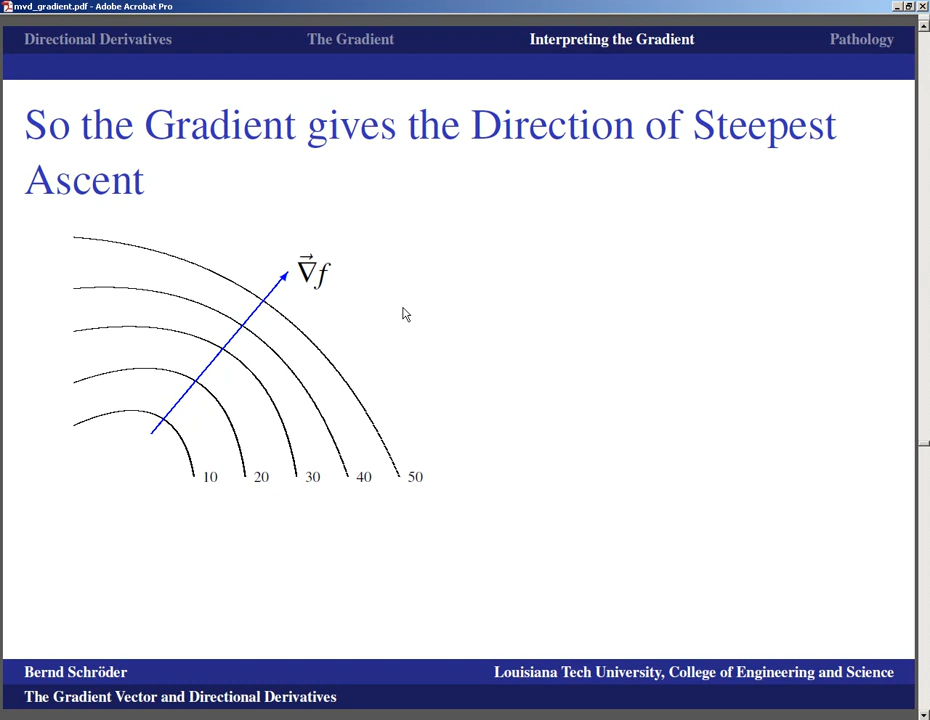 mvd_gradient.pdf - Adobe Acrobat Pro
Directional Derivatives The Gradient Interpreting the Gradient Pathology
So the Gradient gives the Direction of Steepest
Ascent
∇⃗f
10 20 30 40 50
Bernd Schröder Louisiana Tech University, College of Engineering and Science
The Gradient Vector and Directional Derivatives